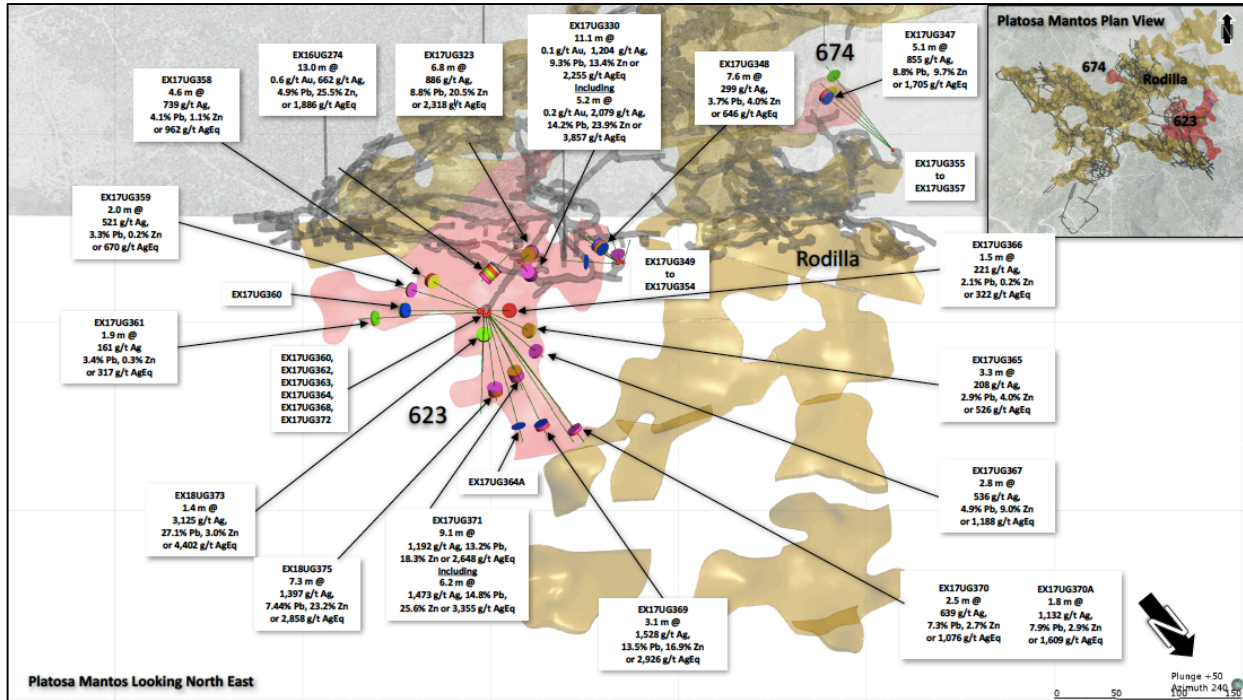 EX17UG358
4.6 m @
739 g/t Ag,
4.1% Pb, 1.1% Zn
or 962 g/t AgEq
EX16UG274
13.0 m @
0.6 g/t Au, 662 g/t Ag,
4.9% Pb, 25.5% Zn,
or 1,886 g/t AgEq
EX17UG323
6.8 m @
886 g/t Ag,
8.8% Pb, 20.5% Zn
or 2,318 g/t AgEq
EX17UG330
11.1 m @
0.1 g/t Au, 1,204 g/t Ag,
9.3% Pb, 13.4% Zn or
2,255 g/t AgEq
Including
5.2 m @
0.2 g/t Au, 2,079 g/t Ag,
14.2% Pb, 23.9% Zn or
3,857 g/t AgEq
EX17UG348
7.6 m @
299 g/t Ag,
3.7% Pb, 4.0% Zn
or 646 g/t AgEq
674
EX17UG347
5.1 m @
855 g/t Ag,
8.8% Pb, 9.7% Zn
or 1,705 g/t AgEq
Platosa Mantos Plan View
674
Rodilla
623
EX17UG355
to
EX17UG357
EX17UG359
2.0 m @
521 g/t Ag,
3.3% Pb, 0.2% Zn
or 670 g/t AgEq
EX17UG360
EX17UG361
1.9 m @
161 g/t Ag
3.4% Pb, 0.3% Zn
or 317 g/t AgEq
EX17UG360,
EX17UG362,
EX17UG363,
EX17UG364,
EX17UG368,
EX17UG372
EX17UG349
to
EX17UG354
Rodilla
EX17UG366
1.5 m @
221 g/t Ag,
2.1% Pb, 0.2% Zn
or 322 g/t AgEq
EX17UG365
3.3 m @
208 g/t Ag,
2.9% Pb, 4.0% Zn
or 526 g/t AgEq
623
EX17UG364A
EX17UG367
2.8 m @
536 g/t Ag,
4.9% Pb, 9.0% Zn
or 1,188 g/t AgEq
EX18UG373
1.4 m @
3,125 g/t Ag,
27.1% Pb, 3.0% Zn
or 4,402 g/t AgEq
EX18UG375
7.3 m @
1,397 g/t Ag,
7.44% Pb, 23.2% Zn
or 2,858 g/t AgEq
EX17UG371
9.1 m @
1,192 g/t Ag, 13.2% Pb,
18.3% Zn or 2,648 g/t AgEq
Including
6.2 m @
1,473 g/t Ag, 14.8% Pb,
25.6% Zn or 3,355 g/t AgEq
EX17UG369
3.1 m @
1,528 g/t Ag,
13.5% Pb, 16.9% Zn
or 2,926 g/t AgEq
EX17UG370
2.5 m @
639 g/t Ag,
7.3% Pb, 2.7% Zn
or 1,076 g/t AgEq
EX17UG370A
1.8 m @
1,132 g/t Ag,
7.9% Pb, 2.9% Zn
or 1,609 g/t AgEq
N
Plunge +50
Azimuth 240
0 50 100 150
Platosa Mantos Looking North East